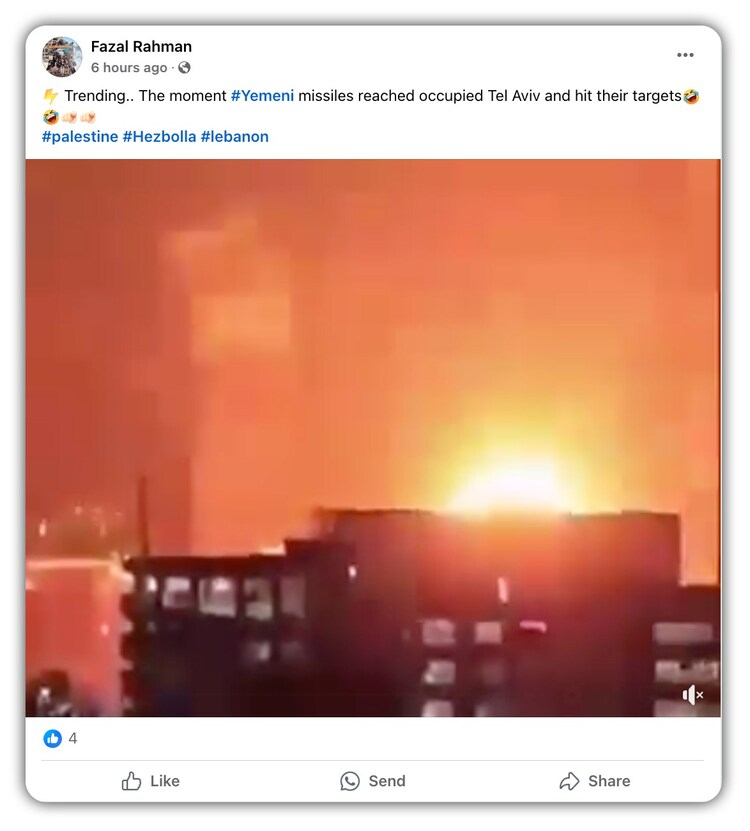 Fazal Rahman
6 hours ago ·
⚡ Trending.. The moment #Yemeni missiles reached occupied Tel Aviv and hit their targets🤣
🤣👊🏻👊🏻
#palestine #Hezbolla #lebanon
4
Like
Send
Share